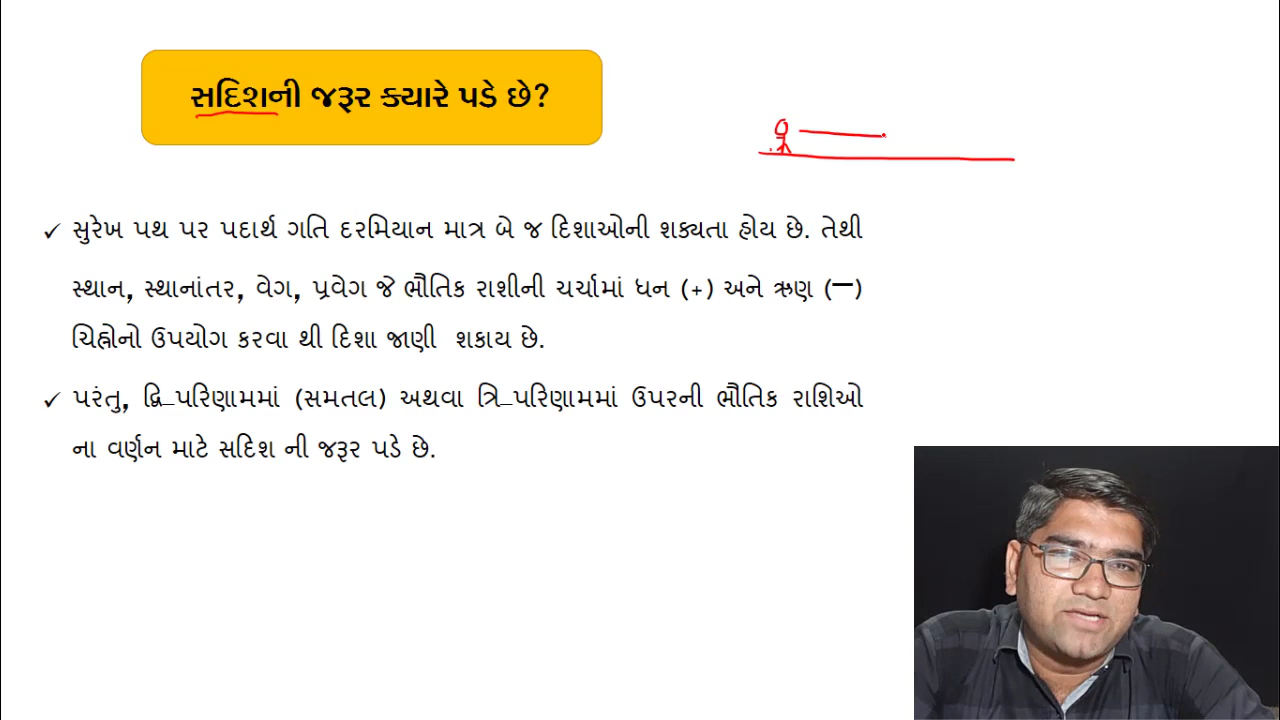 સદિશની જરૂર ક્યારે પડે છે?
✓ સુરેખ પથ પર પદાર્થ ગતિ દરમિયાન માત્ર બે જ દિશાઓની શક્યતા હોય છે. તેથી
સ્થાન, સ્થાનાંતર, વેગ, પ્રવેગ જે ભૌતિક રાશીની ચર્ચામાં ધન (+) અને ઋણ (–)
ચિહ્નોનો ઉપયોગ કરવા થી દિશા જાણી શકાય છે.
✓ પરંતુ, દ્વિ–પરિણામમાં (સમતલ) અથવા ત્રિ–પરિણામમાં ઉપરની ભૌતિક રાશિઓ
ના વર્ણન માટે સદિશ ની જરૂર પડે છે.